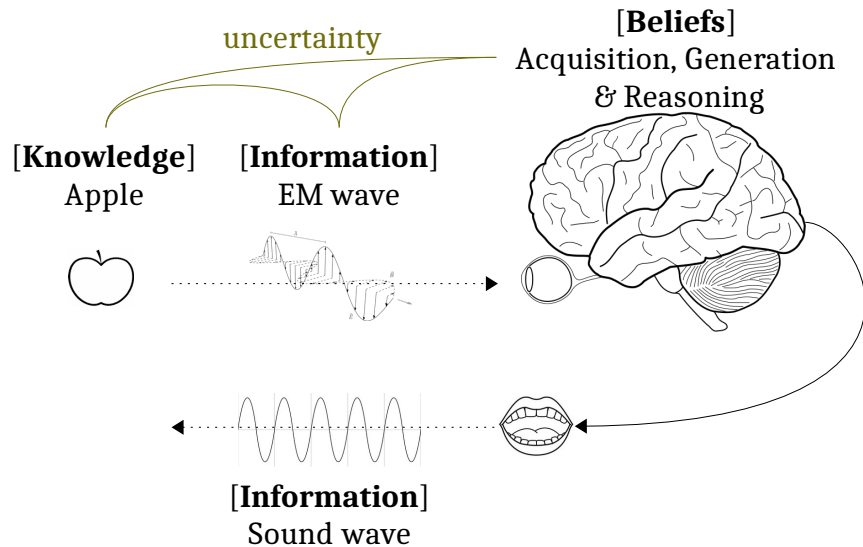 uncertainty
[Beliefs]
Acquisition, Generation
& Reasoning
[Knowledge]
Apple
[Information]
EM wave
[Information]
Sound wave